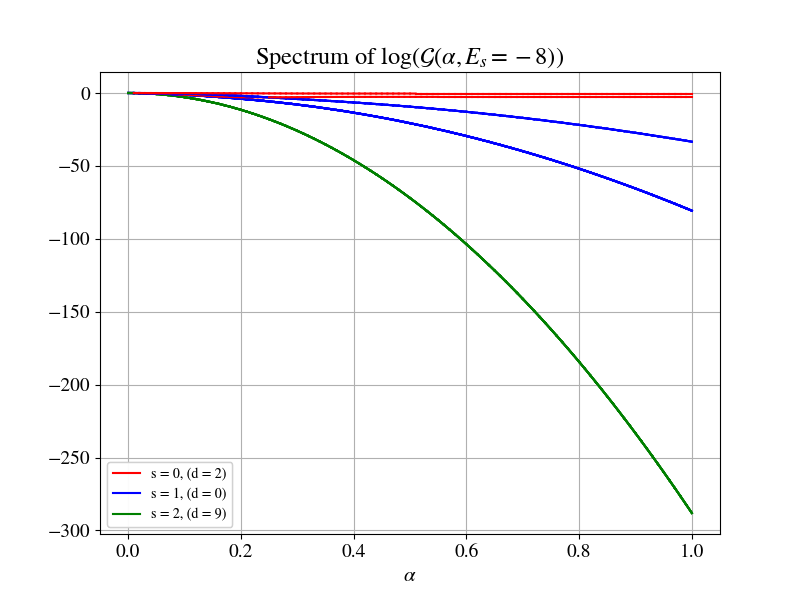 Spectrum of log(𝒢(α, E_s = −8))
0
−50
−100
−150
−200
−250
−300
s = 0, (d = 2)
s = 1, (d = 0)
s = 2, (d = 9)
0.0 0.2 0.4 0.6 0.8 1.0
α